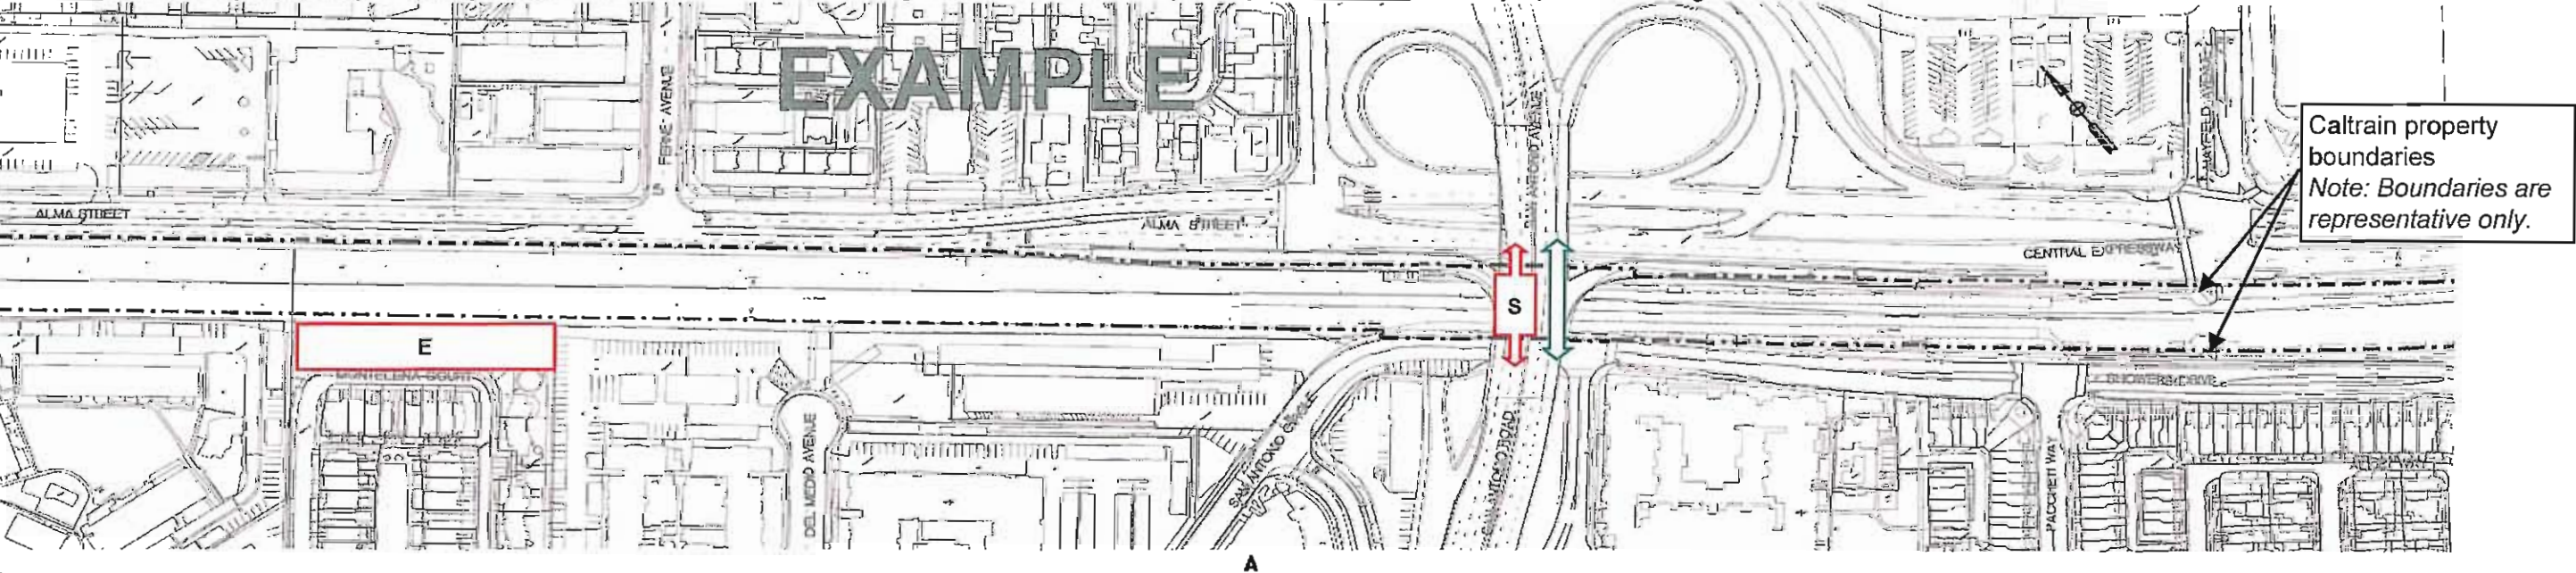 EXAMPLE
FERNE AVENUE
SAN ANTONIO AVENUE
MAYFIELD AVENUE
Caltrain property
boundaries
Note: Boundaries are
representative only.
ALMA STREET
ALMA STREET
CENTRAL EXPRESSWAY
S
E
MONTELENA COURT
SHOWERS DRIVE
DEL MEDIO AVENUE
SAN ANTONIO CIRCLE
SAN ANTONIO ROAD
PACCHETTI WAY
A